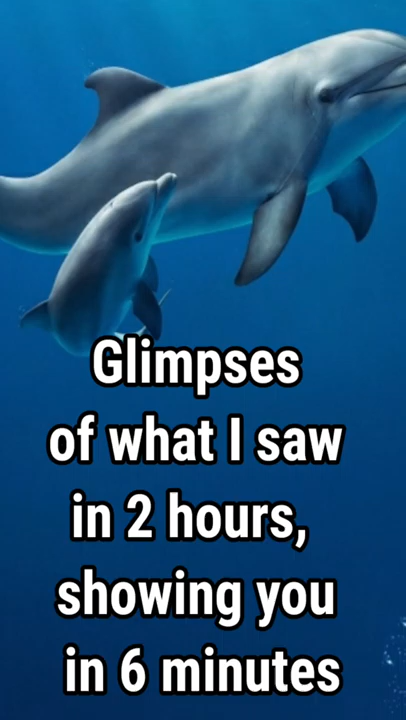 Glimpses
of what I saw
in 2 hours,
showing you
in 6 minutes